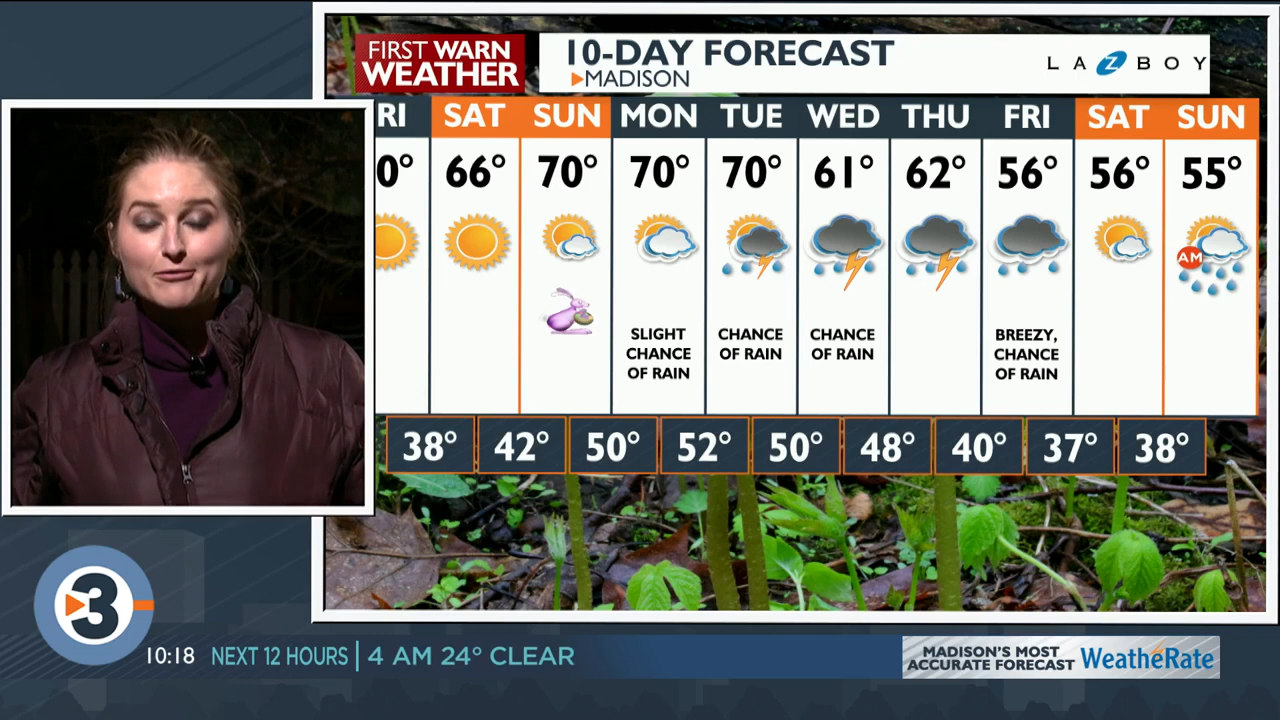 FIRST WARN
WEATHER
10-DAY FORECAST
MADISON
LA Z BOY
RI SAT SUN MON TUE WED THU FRI SAT SUN
0° 66° 70° 70° 70° 61° 62° 56° 56° 55°
AM
SLIGHT
CHANCE
OF RAIN
CHANCE
OF RAIN
CHANCE
OF RAIN
BREEZY,
CHANCE
OF RAIN
38° 42° 50° 52° 50° 48° 40° 37° 38°
3
10:18 NEXT 12 HOURS | 4 AM 24° CLEAR
MADISON'S MOST
ACCURATE FORECAST
WeatheRate